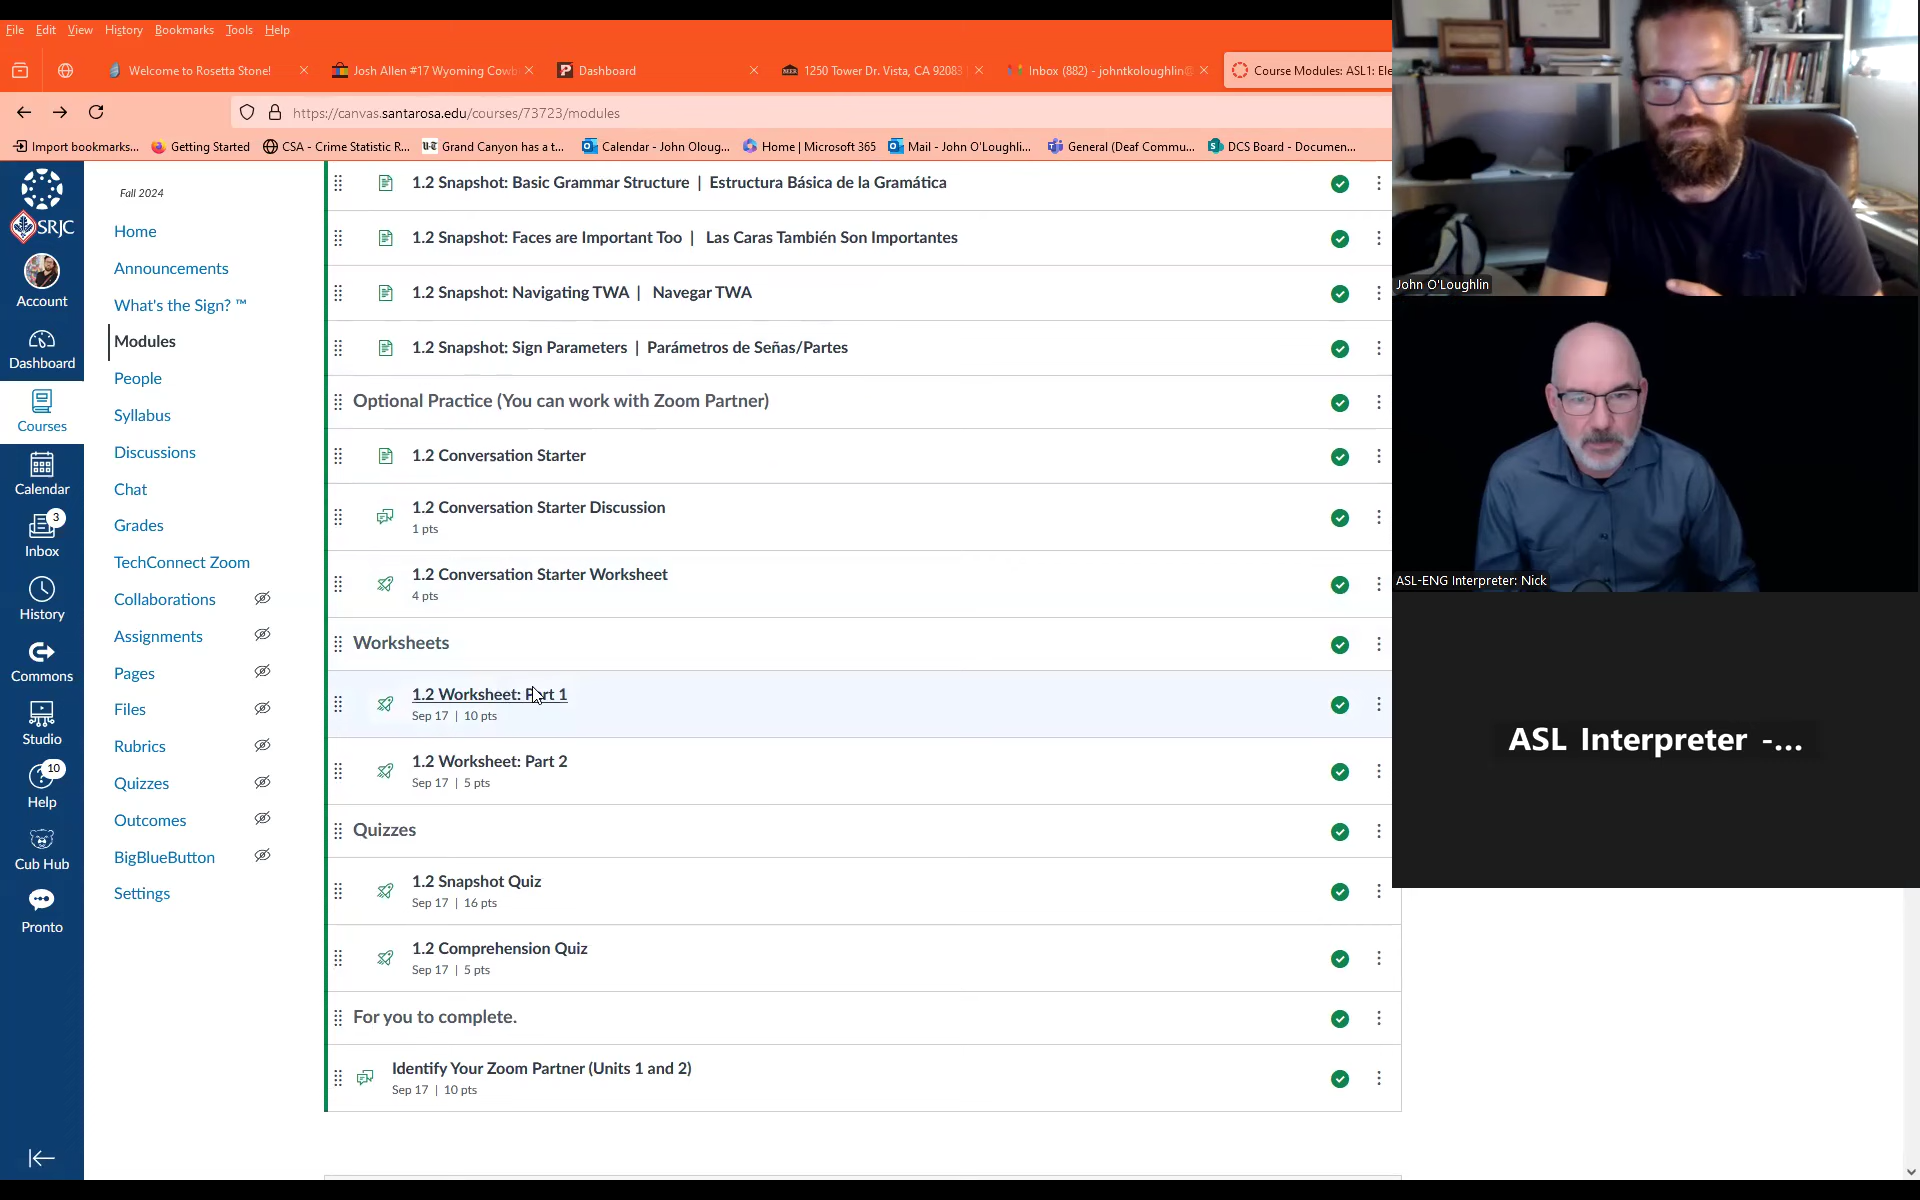 File Edit View History Bookmarks Tools Help
Welcome to Rosetta Stone!
Josh Allen #17 Wyoming Cowb
Dashboard
1250 Tower Dr. Vista, CA 92083
Inbox (882) - johntkoloughlin@
Course Modules: ASL1: Ele
https://canvas.santarosa.edu/courses/73723/modules
Import bookmarks...
Getting Started
CSA - Crime Statistic R...
Grand Canyon has a t...
Calendar - John Oloug...
Home | Microsoft 365
Mail - John O'Loughli...
General (Deaf Commu...
DCS Board - Documen...
SRJC
Account
Dashboard
Courses
Calendar
3
Inbox
History
Commons
Studio
10
Help
Cub Hub
Pronto
Fall 2024
Home
Announcements
What's the Sign? ™
Modules
People
Syllabus
Discussions
Chat
Grades
TechConnect Zoom
Collaborations
Assignments
Pages
Files
Rubrics
Quizzes
Outcomes
BigBlueButton
Settings
1.2 Snapshot: Basic Grammar Structure | Estructura Básica de la Gramática
1.2 Snapshot: Faces are Important Too | Las Caras También Son Importantes
1.2 Snapshot: Navigating TWA | Navegar TWA
1.2 Snapshot: Sign Parameters | Parámetros de Señas/Partes
Optional Practice (You can work with Zoom Partner)
1.2 Conversation Starter
1.2 Conversation Starter Discussion
1 pts
1.2 Conversation Starter Worksheet
4 pts
Worksheets
1.2 Worksheet: Part 1
Sep 17 | 10 pts
1.2 Worksheet: Part 2
Sep 17 | 5 pts
Quizzes
1.2 Snapshot Quiz
Sep 17 | 16 pts
1.2 Comprehension Quiz
Sep 17 | 5 pts
For you to complete.
Identify Your Zoom Partner (Units 1 and 2)
Sep 17 | 10 pts
John O'Loughlin
ASL-ENG Interpreter: Nick
ASL Interpreter -...